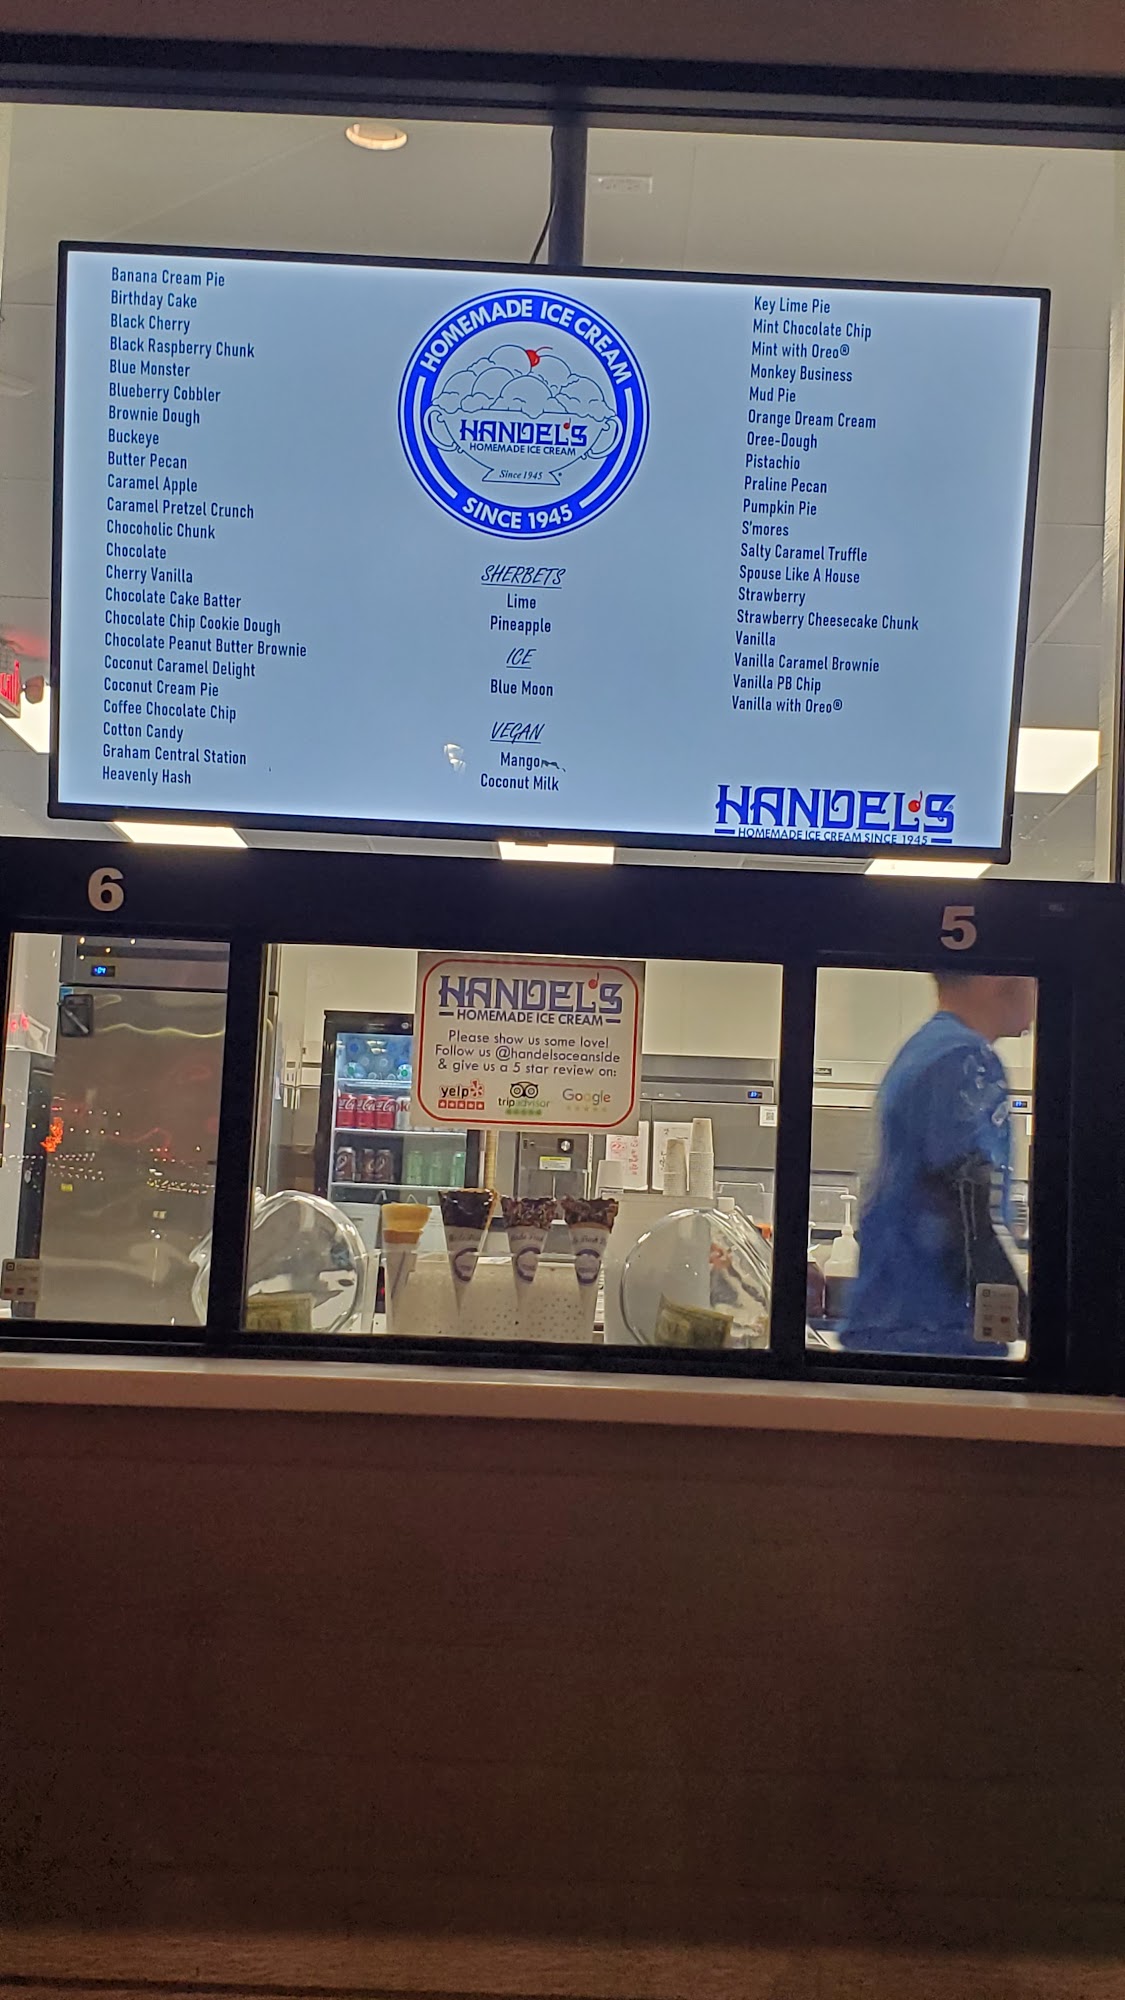 Banana Cream Pie
Birthday Cake
Black Cherry
Black Raspberry Chunk
Blue Monster
Blueberry Cobbler
Brownie Dough
Buckeye
Butter Pecan
Caramel Apple
Caramel Pretzel Crunch
Chocoholic Chunk
Chocolate
Cherry Vanilla
Chocolate Cake Batter
Chocolate Chip Cookie Dough
Chocolate Peanut Butter Brownie
Coconut Caramel Delight
Coconut Cream Pie
Coffee Chocolate Chip
Cotton Candy
Graham Central Station
Heavenly Hash
HOMEMADE ICE CREAM
HANDEL'S
HOMEMADE ICE CREAM
Since 1945
SINCE 1945
SHERBETS
Lime
Pineapple
ICE
Blue Moon
VEGAN
Mango
Coconut Milk
Key Lime Pie
Mint Chocolate Chip
Mint with Oreo®
Monkey Business
Mud Pie
Orange Dream Cream
Oree-Dough
Pistachio
Praline Pecan
Pumpkin Pie
S'mores
Salty Caramel Truffle
Spouse Like A House
Strawberry
Strawberry Cheesecake Chunk
Vanilla
Vanilla Caramel Brownie
Vanilla PB Chip
Vanilla with Oreo®
HANDEL'S
HOMEMADE ICE CREAM SINCE 1945
6
5
HANDEL'S
HOMEMADE ICE CREAM
Please show us some love!
Follow us @handelsoceanside
& give us a 5 star review on:
yelp
tripadvisor
Google